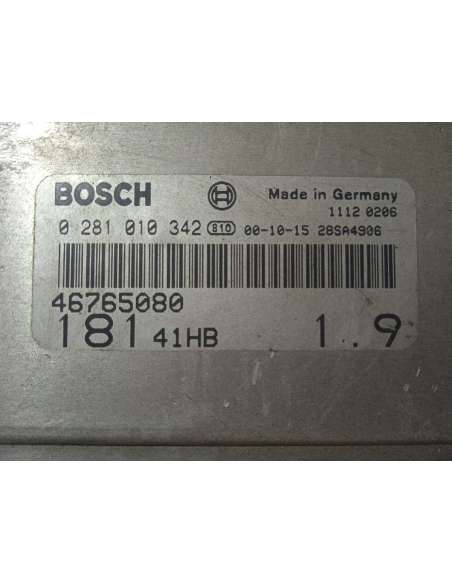 BOSCH Made in Germany
1112 0206
0 281 010 342 810 00-10-15 28SA4906
46765080
181 41HB 1.9